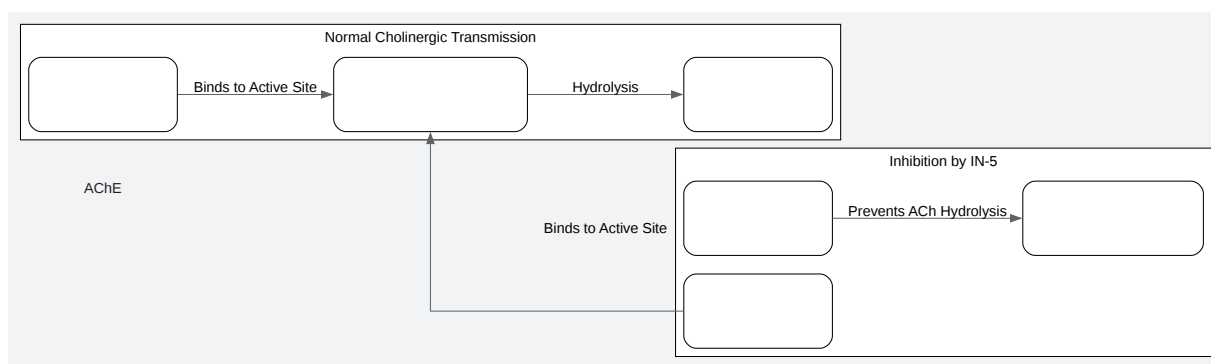 Normal Cholinergic Transmission
Binds to Active Site
Hydrolysis
Inhibition by IN-5
AChE
Prevents ACh Hydrolysis
Binds to Active Site